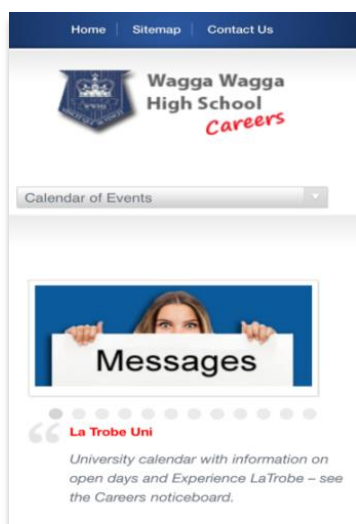 Home Sitemap Contact Us
Wagga Wagga
High School
Careers
Calendar of Events
Messages
La Trobe Uni
University calendar with information on
open days and Experience LaTrobe – see
the Careers noticeboard.